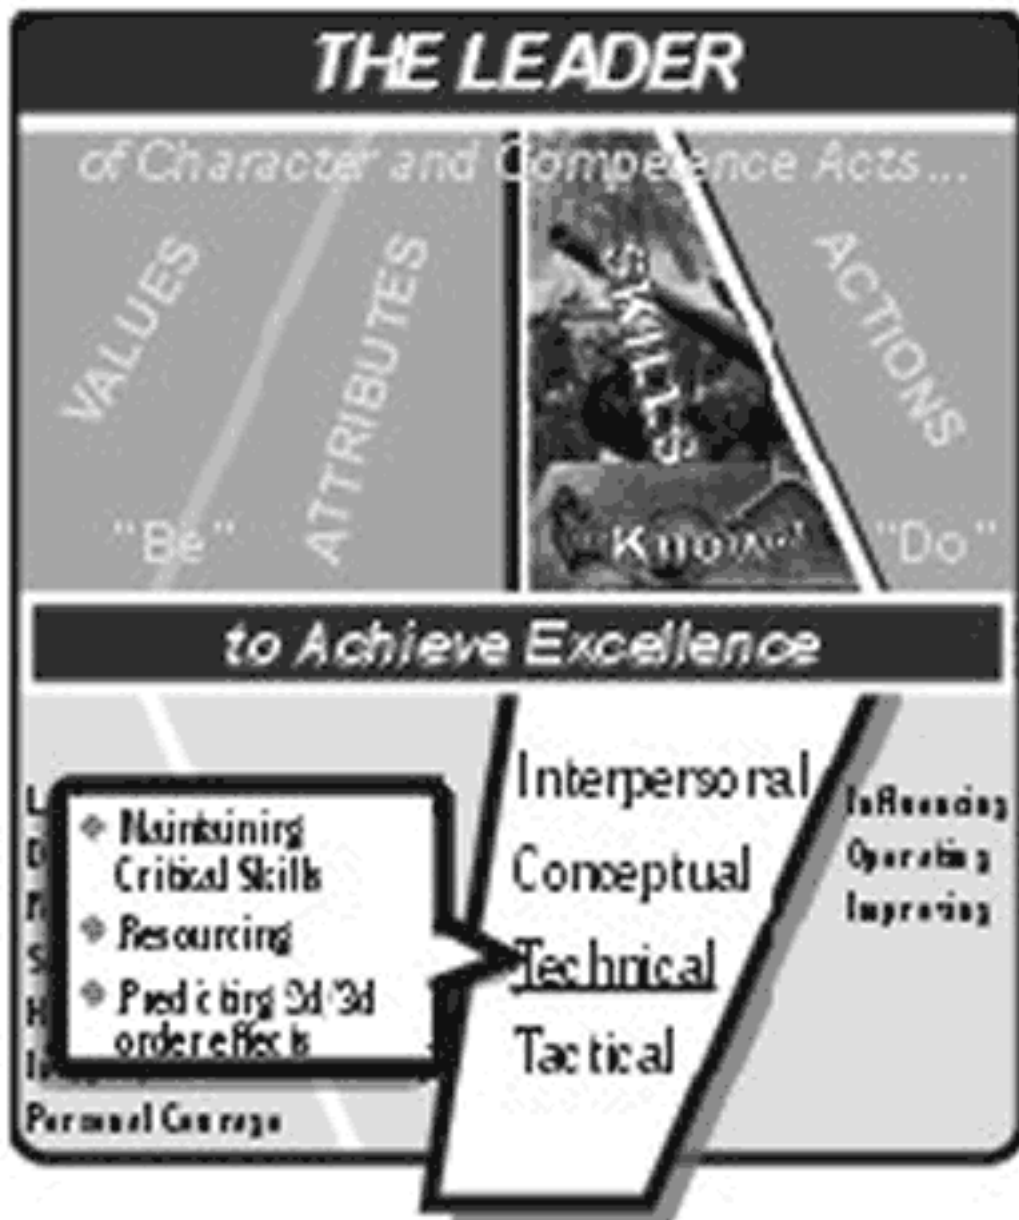 THE LEADER
of Character and Competence Acts...
VALUES
ATTRIBUTES
SKILLS
ACTIONS
"Be"
"Know"
"Do"
to Achieve Excellence
Interpersonal
Conceptual
Technical
Tactical
❖ Maintaining
Critical Skills
❖ Resourcing
❖ Predicting 2d/3d
order effects
L
D
S
H
Personal Courage
Influencing
Operating
Improving